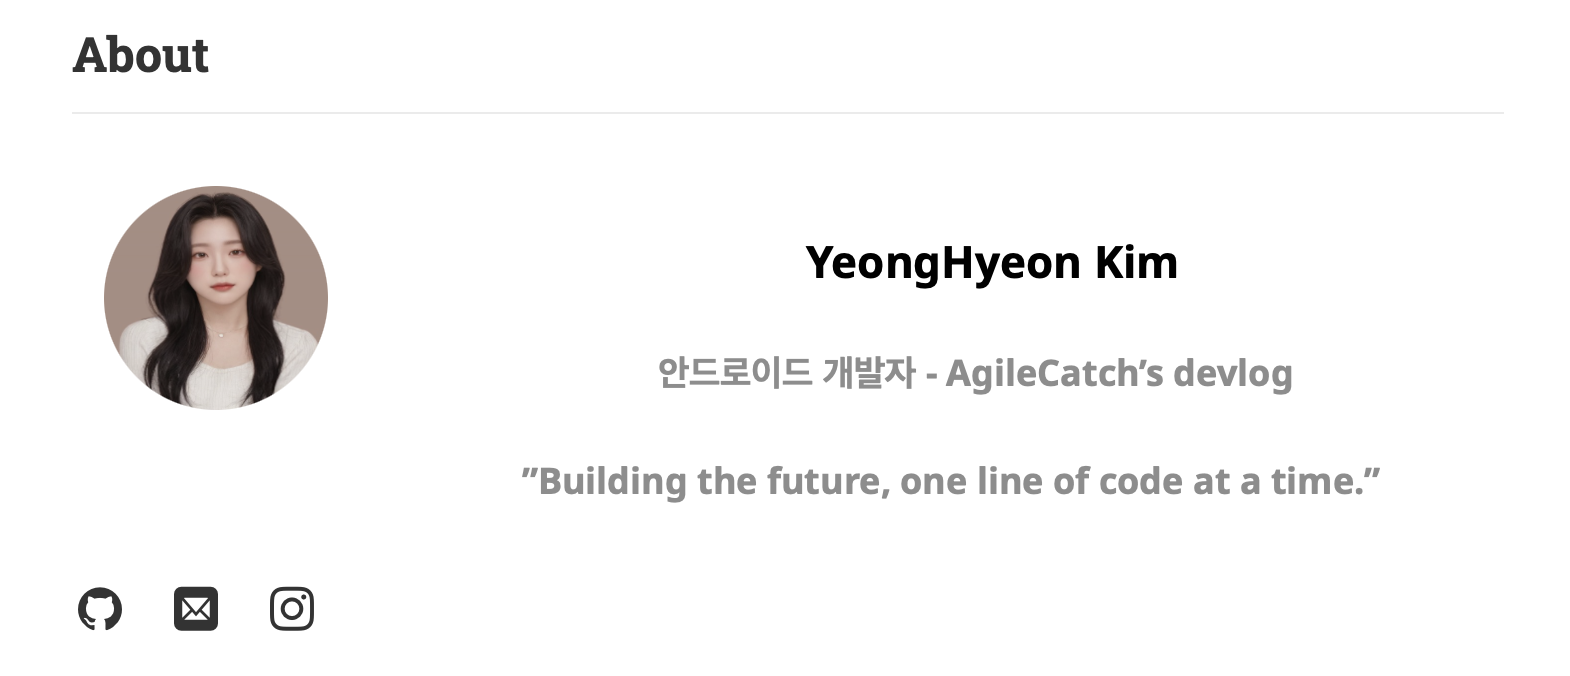 About
YeongHyeon Kim
안드로이드 개발자 - AgileCatch’s devlog
”Building the future, one line of code at a time.”